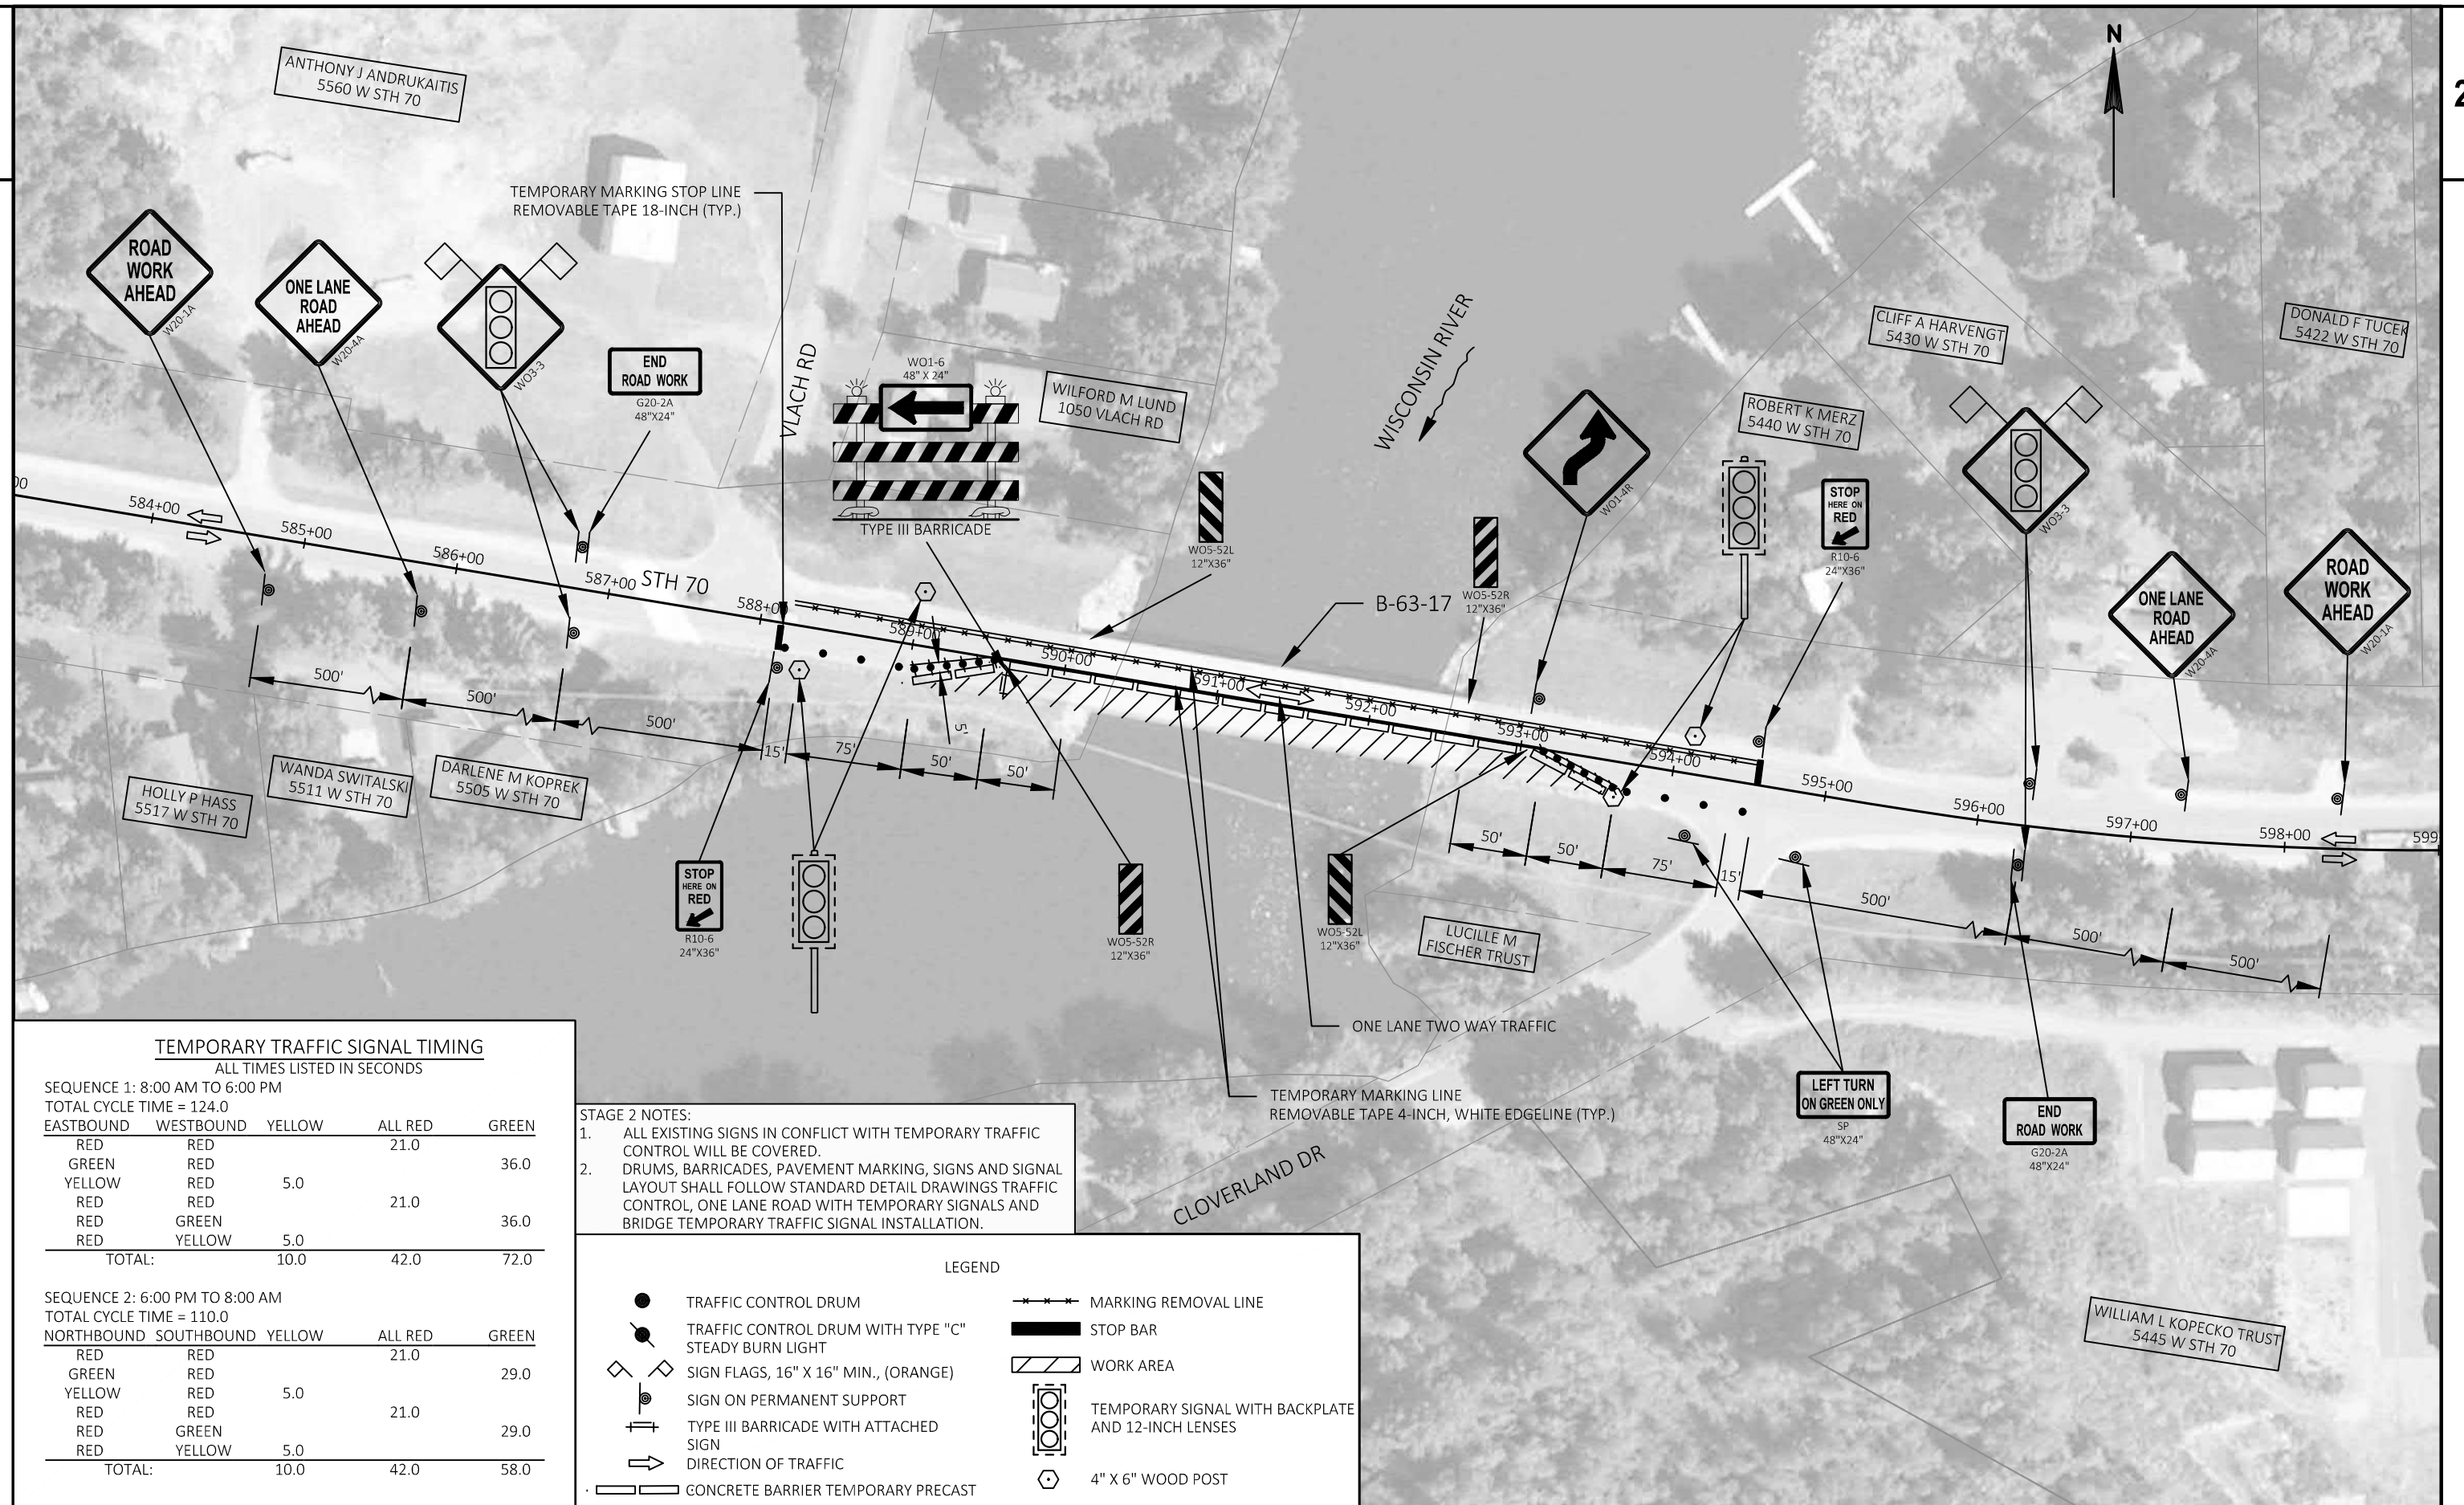 N
2
ANTHONY J ANDRUKAITIS
5560 W STH 70
TEMPORARY MARKING STOP LINE
REMOVABLE TAPE 18-INCH (TYP.)
ROAD
WORK
AHEAD
W20-1A
ONE LANE
ROAD
AHEAD
W20-4A
WO3-3
END
ROAD WORK
G20-2A
48"X24"
VLACH RD
WO1-6
48" X 24"
TYPE III BARRICADE
WILFORD M LUND
1050 VLACH RD
WISCONSIN RIVER
WO5-52L
12"X36"
WO5-52R
12"X36"
B-63-17
WO1-4R
ROBERT K MERZ
5440 W STH 70
CLIFF A HARVENGT
5430 W STH 70
DONALD F TUCEK
5422 W STH 70
STOP
HERE ON
RED
R10-6
24"X36"
WO3-3
ONE LANE
ROAD
AHEAD
W20-4A
ROAD
WORK
AHEAD
W20-1A
00
584+00
585+00
586+00
587+00
STH 70
588+00
589+00
590+00
591+00
592+00
593+00
594+00
595+00
596+00
597+00
598+00
599
500'
500'
500'
15'
75'
50'
50'
5'
50'
50'
75'
15'
500'
500'
500'
HOLLY P HASS
5517 W STH 70
WANDA SWITALSKI
5511 W STH 70
DARLENE M KOPREK
5505 W STH 70
STOP
HERE ON
RED
R10-6
24"X36"
WO5-52R
12"X36"
WO5-52L
12"X36"
LUCILLE M
FISCHER TRUST
ONE LANE TWO WAY TRAFFIC
TEMPORARY MARKING LINE
REMOVABLE TAPE 4-INCH, WHITE EDGELINE (TYP.)
LEFT TURN
ON GREEN ONLY
SP
48"X24"
END
ROAD WORK
G20-2A
48"X24"
CLOVERLAND DR
WILLIAM L KOPECKO TRUST
5445 W STH 70
TEMPORARY TRAFFIC SIGNAL TIMING
ALL TIMES LISTED IN SECONDS
SEQUENCE 1: 8:00 AM TO 6:00 PM
TOTAL CYCLE TIME = 124.0
EASTBOUND WESTBOUND YELLOW ALL RED GREEN
RED RED 21.0
GREEN RED 36.0
YELLOW RED 5.0
RED RED 21.0
RED GREEN 36.0
RED YELLOW 5.0
TOTAL: 10.0 42.0 72.0
SEQUENCE 2: 6:00 PM TO 8:00 AM
TOTAL CYCLE TIME = 110.0
NORTHBOUND SOUTHBOUND YELLOW ALL RED GREEN
RED RED 21.0
GREEN RED 29.0
YELLOW RED 5.0
RED RED 21.0
RED GREEN 29.0
RED YELLOW 5.0
TOTAL: 10.0 42.0 58.0
STAGE 2 NOTES:
1. ALL EXISTING SIGNS IN CONFLICT WITH TEMPORARY TRAFFIC
CONTROL WILL BE COVERED.
2. DRUMS, BARRICADES, PAVEMENT MARKING, SIGNS AND SIGNAL
LAYOUT SHALL FOLLOW STANDARD DETAIL DRAWINGS TRAFFIC
CONTROL, ONE LANE ROAD WITH TEMPORARY SIGNALS AND
BRIDGE TEMPORARY TRAFFIC SIGNAL INSTALLATION.
LEGEND
TRAFFIC CONTROL DRUM
TRAFFIC CONTROL DRUM WITH TYPE "C"
STEADY BURN LIGHT
SIGN FLAGS, 16" X 16" MIN., (ORANGE)
SIGN ON PERMANENT SUPPORT
TYPE III BARRICADE WITH ATTACHED
SIGN
DIRECTION OF TRAFFIC
CONCRETE BARRIER TEMPORARY PRECAST
MARKING REMOVAL LINE
STOP BAR
WORK AREA
TEMPORARY SIGNAL WITH BACKPLATE
AND 12-INCH LENSES
4" X 6" WOOD POST